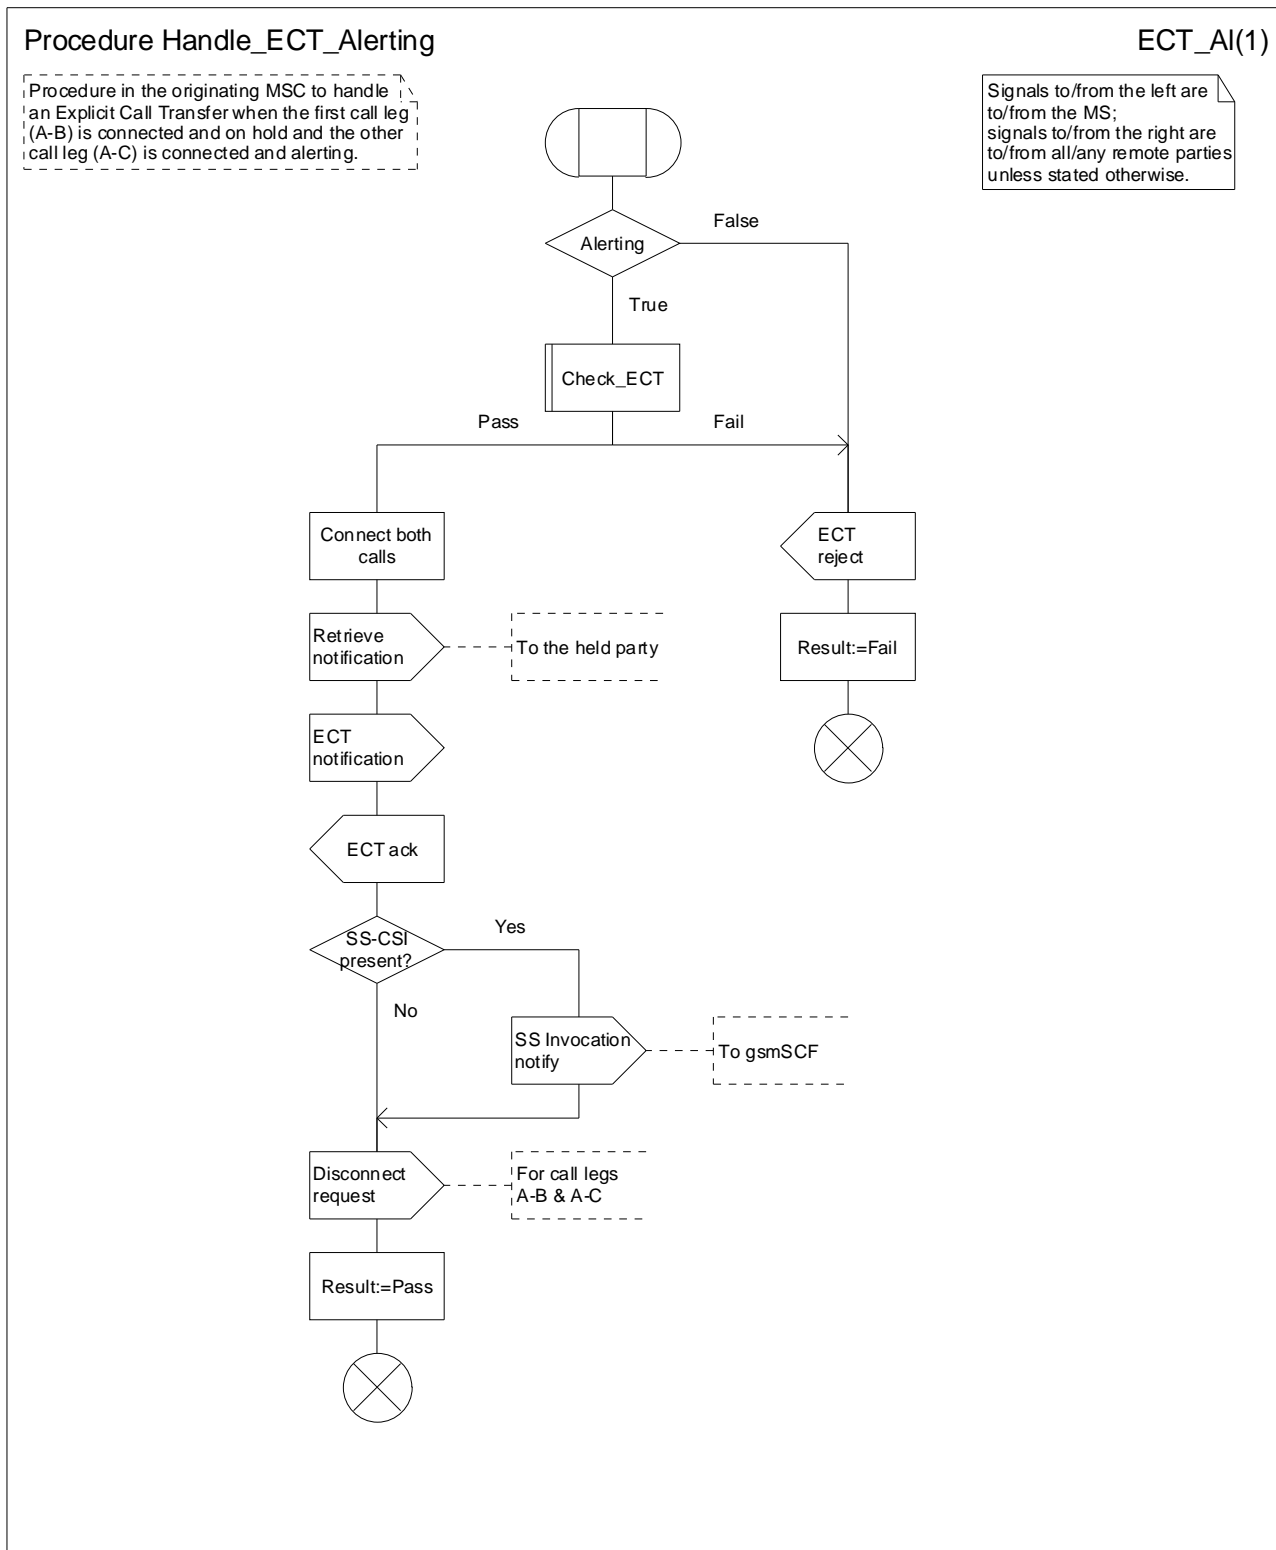 Procedure Handle_ECT_Alerting
ECT_Al(1)
Procedure in the originating MSC to handle
an Explicit Call Transfer when the first call leg
(A-B) is connected and on hold and the other
call leg (A-C) is connected and alerting.
Signals to/from the left are
to/from the MS;
signals to/from the right are
to/from all/any remote parties
unless stated otherwise.
Alerting
False
True
Check_ECT
Pass
Fail
Connect both
calls
ECT
reject
Retrieve
notification
To the held party
Result:=Fail
ECT
notification
ECT ack
SS-CSI
present?
Yes
No
SS Invocation
notify
To gsmSCF
Disconnect
request
For call legs
A-B & A-C
Result:=Pass